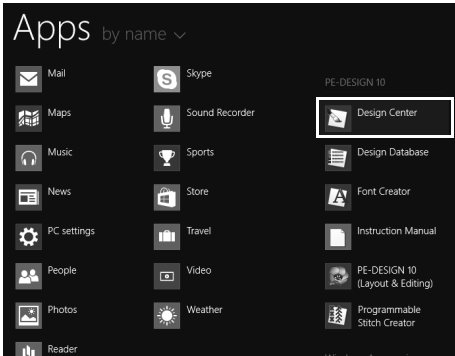 Apps by name
Mail
Maps
Music
News
PC settings
People
Photos
Reader
Skype
Sound Recorder
Sports
Store
Travel
Video
Weather
PE-DESIGN 10
Design Center
Design Database
Font Creator
Instruction Manual
PE-DESIGN 10
(Layout & Editing)
Programmable
Stitch Creator